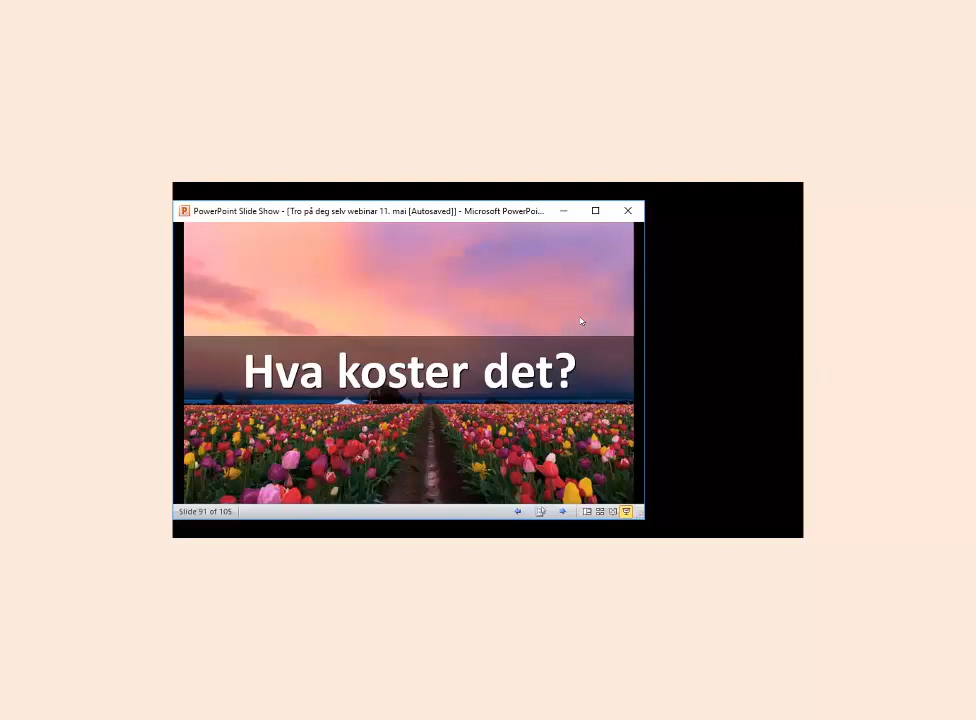 PowerPoint Slide Show - [Tro på deg selv webinar 11. mai [Autosaved]] - Microsoft PowerPoi...
Hva koster det?
Slide 91 of 105